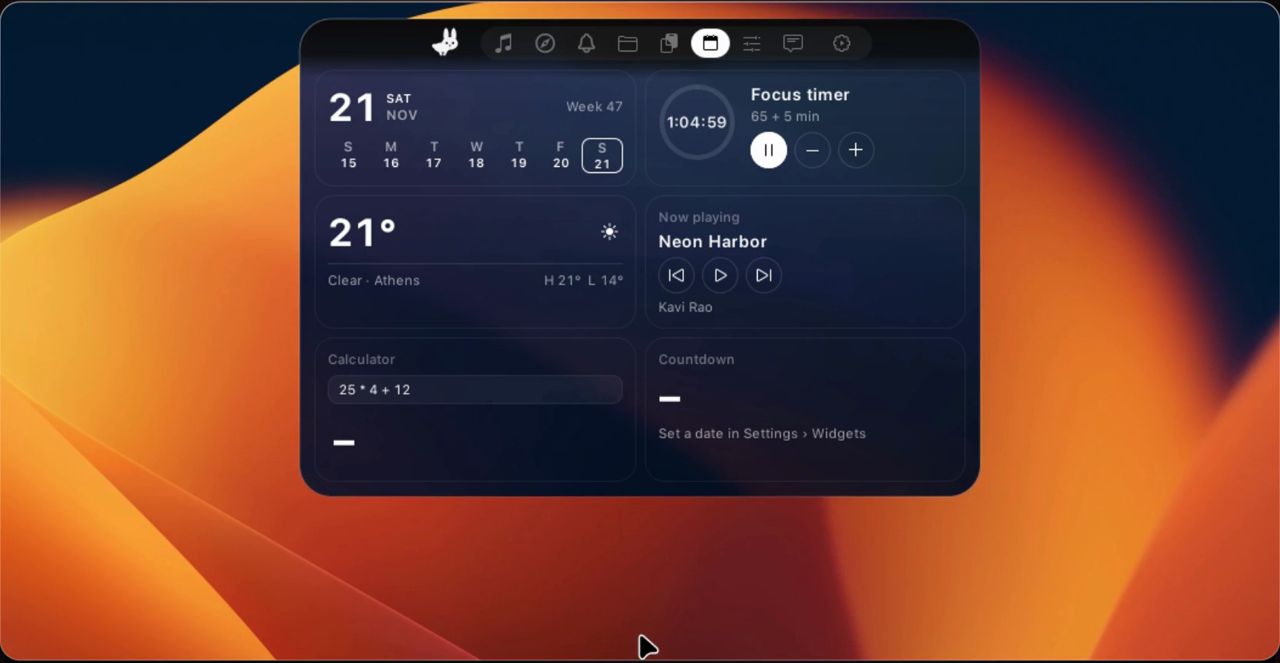 21 SAT
NOV
Week 47
S M T W T F S
15 16 17 18 19 20 21
1:04:59
Focus timer
65 + 5 min
21°
Clear · Athens
H 21° L 14°
Now playing
Neon Harbor
Kavi Rao
Calculator
25 * 4 + 12
Countdown
Set a date in Settings › Widgets